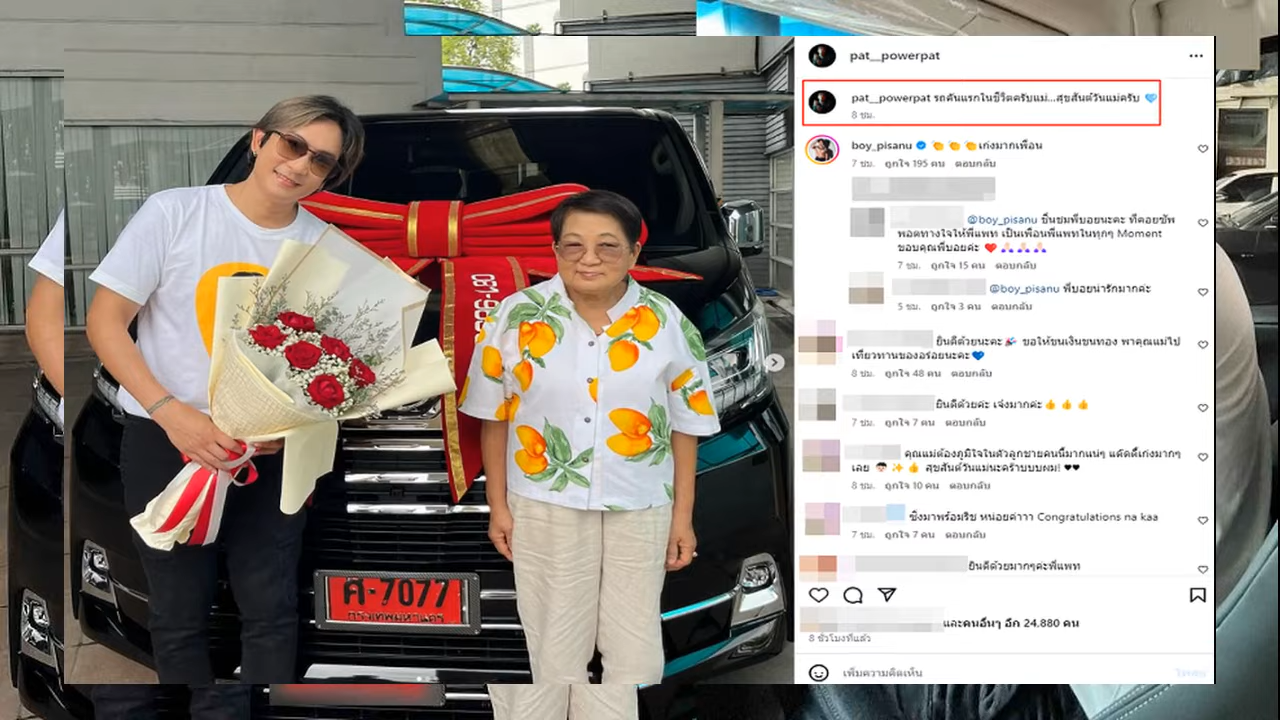 pat__powerpat
pat__powerpat รถคันแรกในชีวิตครับแม่...สุขสันต์วันแม่ครับ 🩵
8 ชม.
boy_pisanu 👏 👏 👏เก่งมากเพื่อน
7 ชม. ถูกใจ 195 คน ตอบกลับ
@boy_pisanu ชื่นชมพี่บอยนะคะ ที่คอยซัพ
พอตทางใจให้พี่แพท เป็นเพื่อนพี่แพทในทุกๆ Moment
ขอบคุณพี่บอยค่ะ ❤️🙏🏻🙏🏻🙏🏻
7 ชม. ถูกใจ 15 คน ตอบกลับ
@boy_pisanu พี่บอยน่ารักมากค่ะ
5 ชม. ถูกใจ 3 คน ตอบกลับ
ยินดีด้วยนะคะ🎉 ขอให้ขนเงินขนทอง พาคุณแม่ไป
เที่ยวทานของอร่อยนะคะ💙
8 ชม. ถูกใจ 48 คน ตอบกลับ
ยินดีด้วยค่ะ เจ๋งมากค่ะ👍 👍 👍
7 ชม. ถูกใจ 7 คน ตอบกลับ
คุณแม่ต้องภูมิใจในตัวลูกชายคนนี้มากแน่ๆ แด๊ดดี้เก่งมากๆ
เลย 👦🏻 ✨ 👍 สุขสันต์วันแม่นะคร้าบบบผม! ♥♥
8 ชม. ถูกใจ 10 คน ตอบกลับ
ซิ่งมาพร้อมริช หน่อยค่าาา Congratulations na kaa
7 ชม. ถูกใจ 7 คน ตอบกลับ
ยินดีด้วยมากๆค่ะพี่แพท
และคนอื่นๆ อีก 24,880 คน
8 ชั่วโมงที่แล้ว
เพิ่มความคิดเห็น
โพสต์
7077
กรุงเทพมหานคร